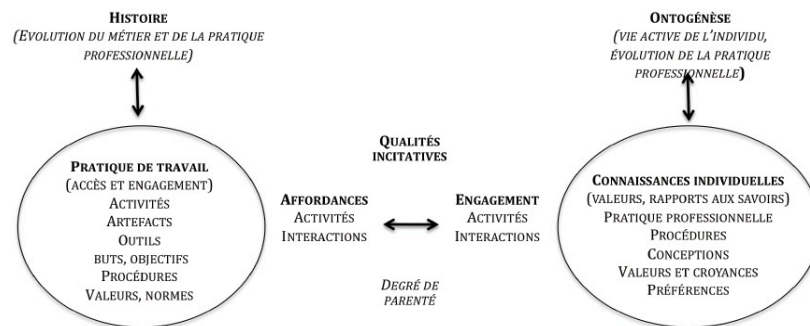 HISTOIRE
(EVOLUTION DU MÉTIER ET DE LA PRATIQUE
PROFESSIONNELLE)
ONTOGÉNÈSE
(VIE ACTIVE DE L'INDIVIDU,
ÉVOLUTION DE LA PRATIQUE
PROFESSIONNELLE)
PRATIQUE DE TRAVAIL
(ACCÈS ET ENGAGEMENT)
ACTIVITÉS
ARTEFACTS
OUTILS
BUTS, OBJECTIFS
PROCÉDURES
VALEURS, NORMES
QUALITÉS
INCITATIVES
AFFORDANCES
ACTIVITÉS
INTERACTIONS
ENGAGEMENT
ACTIVITÉS
INTERACTIONS
DEGRÉ DE
PARENTÉ
CONNAISSANCES INDIVIDUELLES
(VALEURS, RAPPORTS AUX SAVOIRS)
PRATIQUE PROFESSIONNELLE
PROCÉDURES
CONCEPTIONS
VALEURS ET CROYANCES
PRÉFÉRENCES